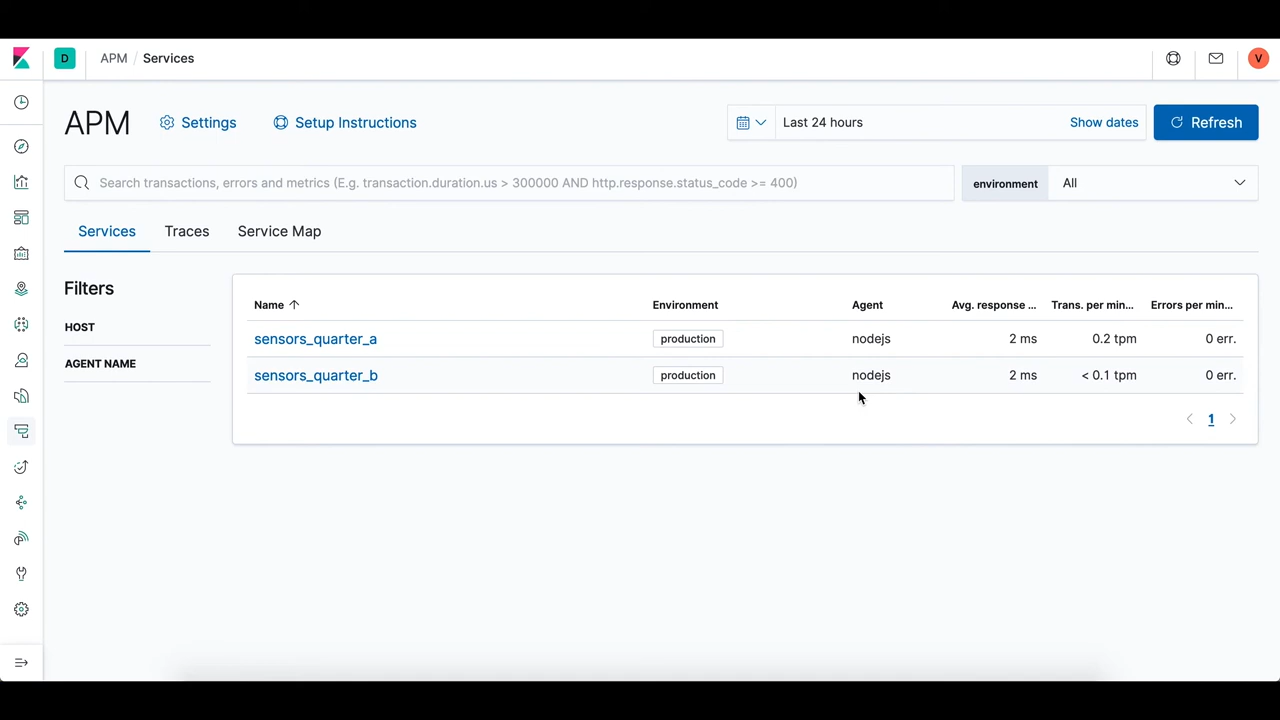 D
APM / Services
V
APM
Settings
Setup Instructions
Last 24 hours
Show dates
Refresh
Search transactions, errors and metrics (E.g. transaction.duration.us > 300000 AND http.response.status_code >= 400)
environment
All
Services
Traces
Service Map
Filters
HOST
AGENT NAME
Name Environment Agent Avg. response ... Trans. per min... Errors per min...
sensors_quarter_a production nodejs 2 ms 0.2 tpm 0 err.
sensors_quarter_b production nodejs 2 ms < 0.1 tpm 0 err.
1